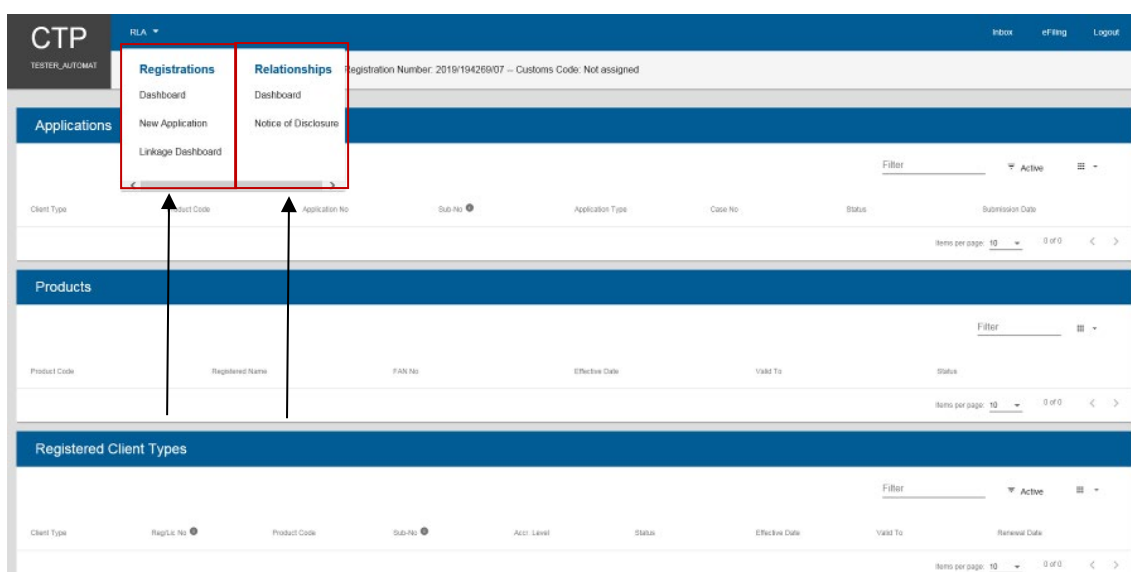 CTP
RLA
Inbox eFiling Logout
TESTER_AUTOMAT
Registrations
Dashboard
New Application
Linkage Dashboard
Relationships
Dashboard
Notice of Disclosure
Registration Number: 2019/194269/07 -- Customs Code: Not assigned
Applications
Filter Active
Client Type Product Code Application No Sub-No Application Type Case No Status Submission Date
Items per page: 10 0 of 0
Products
Filter
Product Code Registered Name FAN No Effective Date Valid To Status
Items per page: 10 0 of 0
Registered Client Types
Filter Active
Client Type Reg/Lic No Product Code Sub-No Accr. Level Status Effective Date Valid To Renewal Date
Items per page: 10 0 of 0